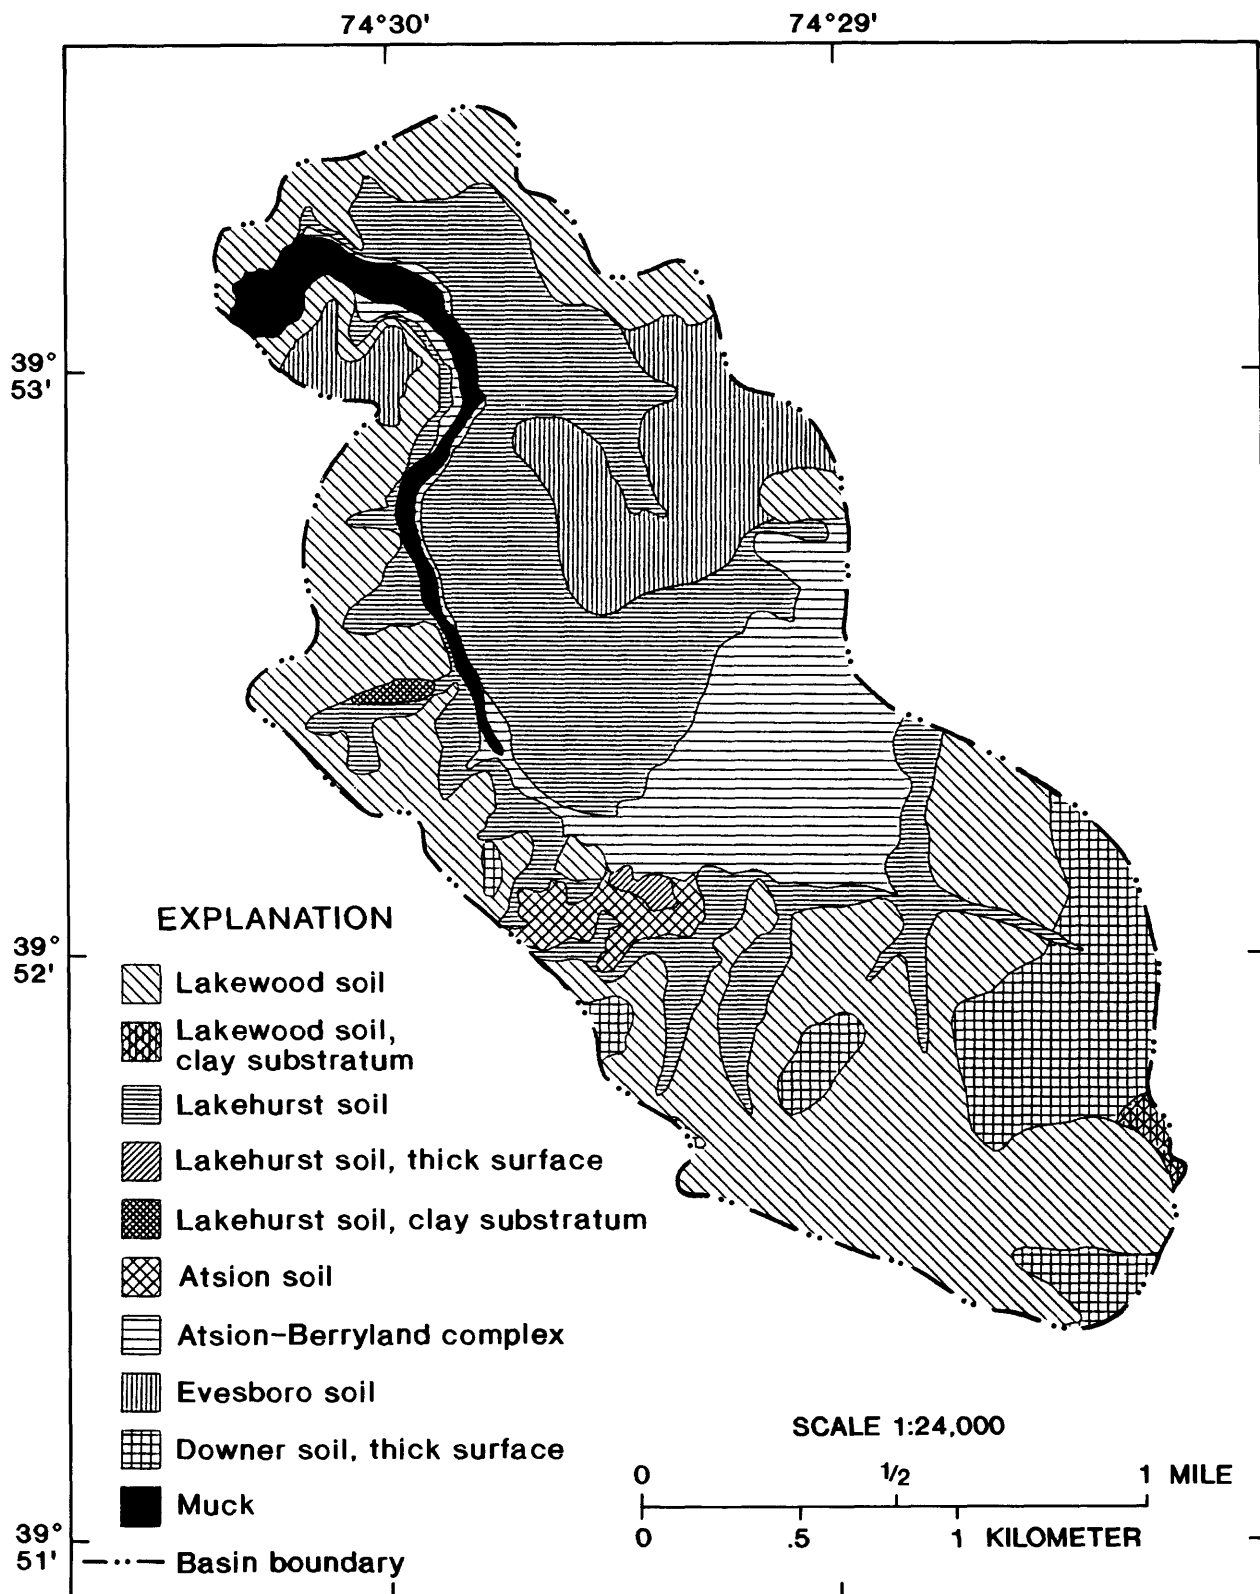 74°30'
74°29'
39°
53'
39°
52'
EXPLANATION
Lakewood soil
Lakewood soil,
clay substratum
Lakehurst soil
Lakehurst soil, thick surface
Lakehurst soil, clay substratum
Atsion soil
Atsion-Berryland complex
Evesboro soil
Downer soil, thick surface
Muck
Basin boundary
39°
51'
SCALE 1:24,000
0 1/2 1 MILE
0 .5 1 KILOMETER